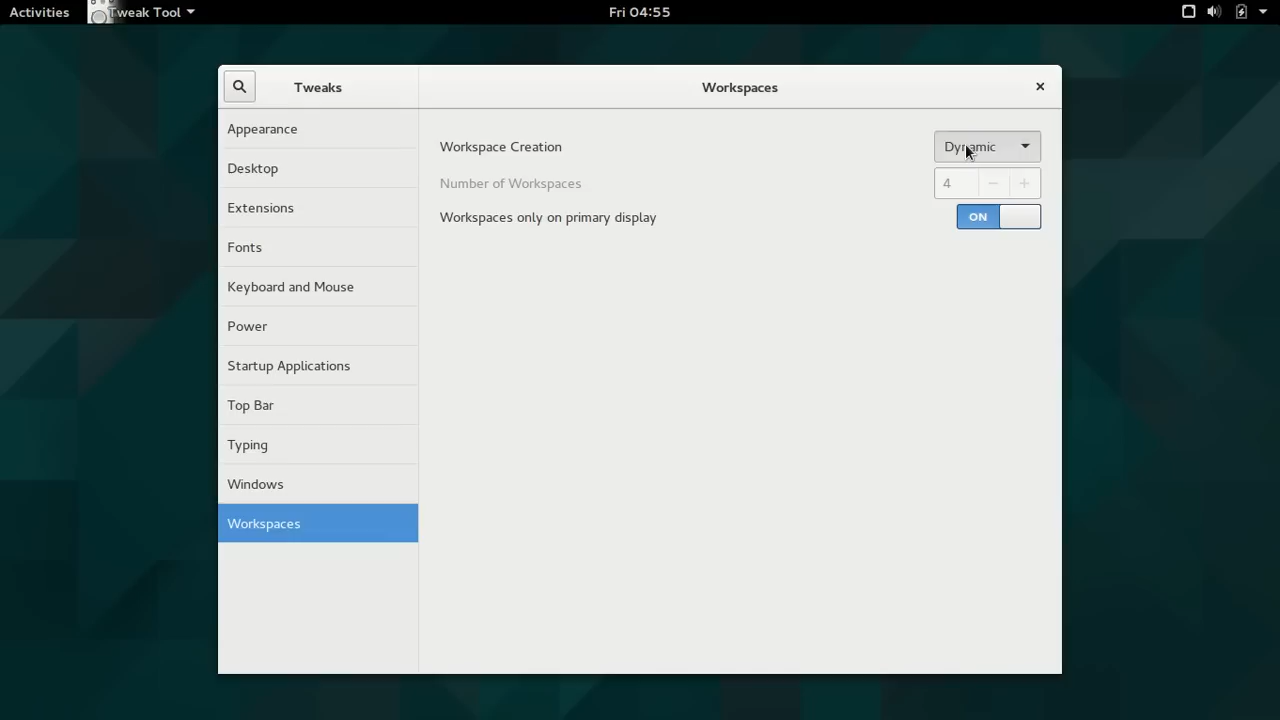 Activities Tweak Tool Fri 04:55
Tweaks Workspaces
Appearance
Desktop
Extensions
Fonts
Keyboard and Mouse
Power
Startup Applications
Top Bar
Typing
Windows
Workspaces
Workspace Creation Dynamic
Number of Workspaces 4 − +
Workspaces only on primary display ON